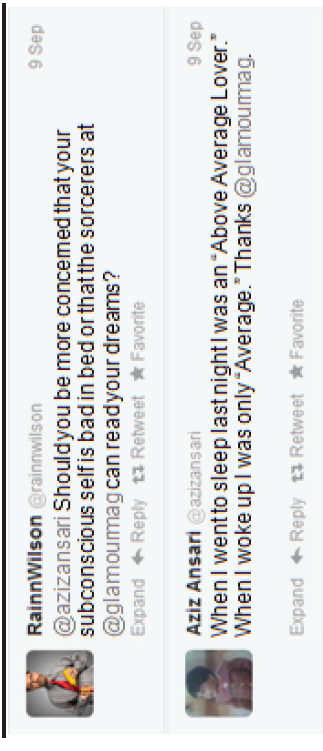 RainnWilson @rainnwilson 9 Sep
@azizansari Should you be more concerned that your
subconscious self is bad in bed or that the sorcerers at
@glamourmag can read your dreams?
Expand Reply Retweet Favorite
Aziz Ansari @azizansari 9 Sep
When I went to sleep last night I was an “Above Average Lover.”
When I woke up I was only “Average.” Thanks @glamourmag.
Expand Reply Retweet Favorite